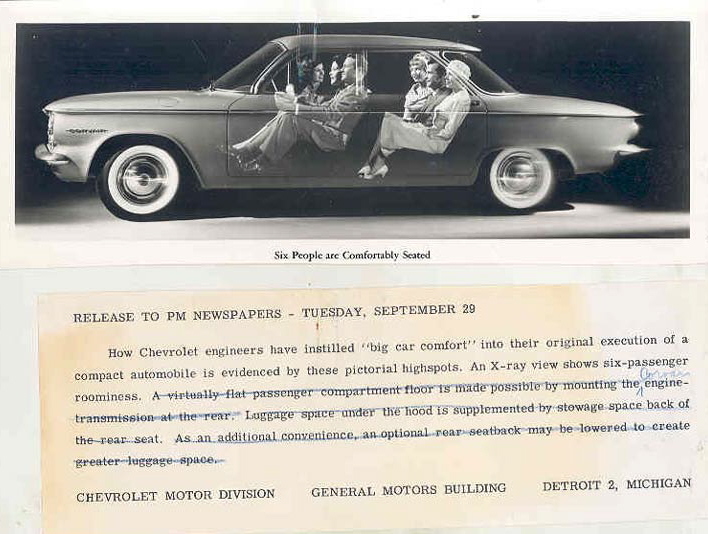 Six People are Comfortably Seated
RELEASE TO PM NEWSPAPERS - TUESDAY, SEPTEMBER 29
How Chevrolet engineers have instilled "big car comfort" into their original execution of a
compact automobile is evidenced by these pictorial highspots. An X-ray view shows six-passenger
Corvair
roominess. A virtually flat passenger compartment floor is made possible by mounting the engine-
transmission at the rear. Luggage space under the hood is supplemented by stowage space back of
the rear seat. As an additional convenience, an optional rear seatback may be lowered to create
greater luggage space.
CHEVROLET MOTOR DIVISION GENERAL MOTORS BUILDING DETROIT 2, MICHIGAN